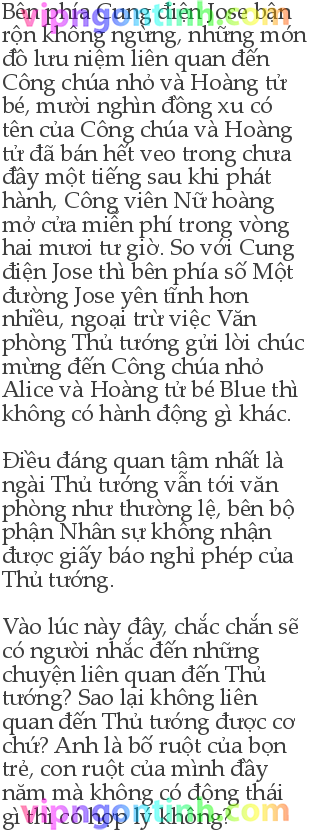 vipngontinh.com
Bên phía Cung điện Jose bận
rộn không ngừng, những món
đồ lưu niệm liên quan đến
Công chúa nhỏ và Hoàng tử
bé, mười nghìn đồng xu có
tên của Công chúa và Hoàng
tử đã bán hết veo trong chưa
đầy một tiếng sau khi phát
hành, Công viên Nữ hoàng
mở cửa miễn phí trong vòng
hai mươi tư giờ. So với Cung
điện Jose thì bên phía số Một
đường Jose yên tĩnh hơn
nhiều, ngoại trừ việc Văn
phòng Thủ tướng gửi lời chúc
mừng đến Công chúa nhỏ
Alice và Hoàng tử bé Blue thì
không có hành động gì khác.
Điều đáng quan tâm nhất là
ngài Thủ tướng vẫn tới văn
phòng như thường lệ, bên bộ
phận Nhân sự không nhận
được giấy báo nghỉ phép của
Thủ tướng.
Vào lúc này đây, chắc chắn sẽ
có người nhắc đến những
chuyện liên quan đến Thủ
tướng? Sao lại không liên
quan đến Thủ tướng được cơ
chứ? Anh là bố ruột của bọn
trẻ, con ruột của mình đầy
năm mà không có động thái
gì thì có hợp lý không?
vipngontinh.com